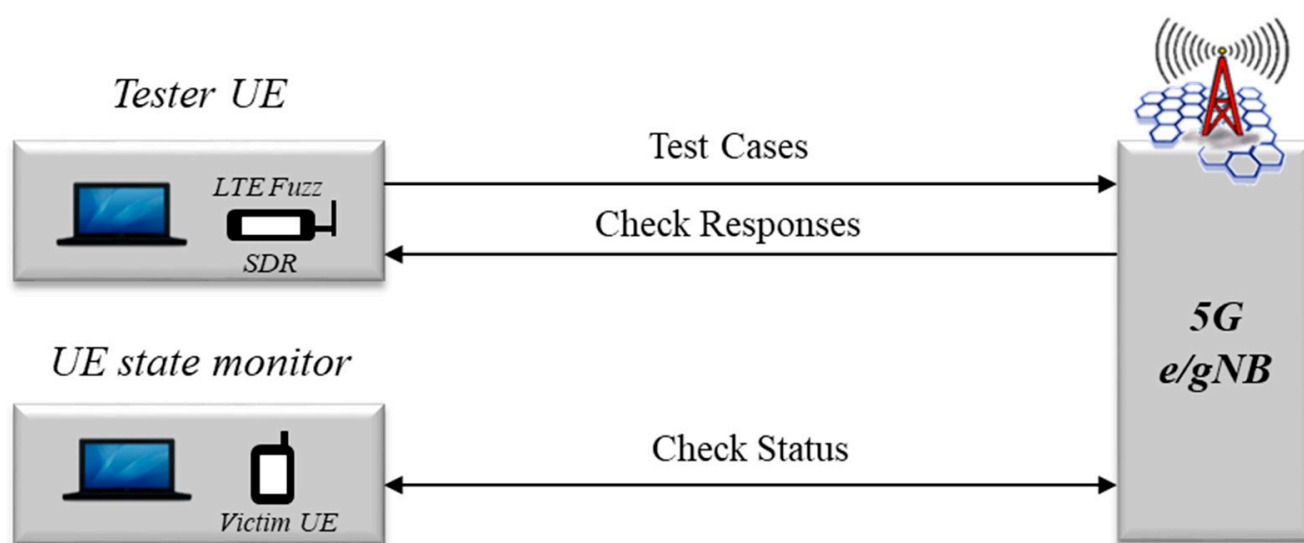 Tester UE
LTE Fuzz
SDR
Test Cases
Check Responses
UE state monitor
Victim UE
Check Status
5G
e/gNB